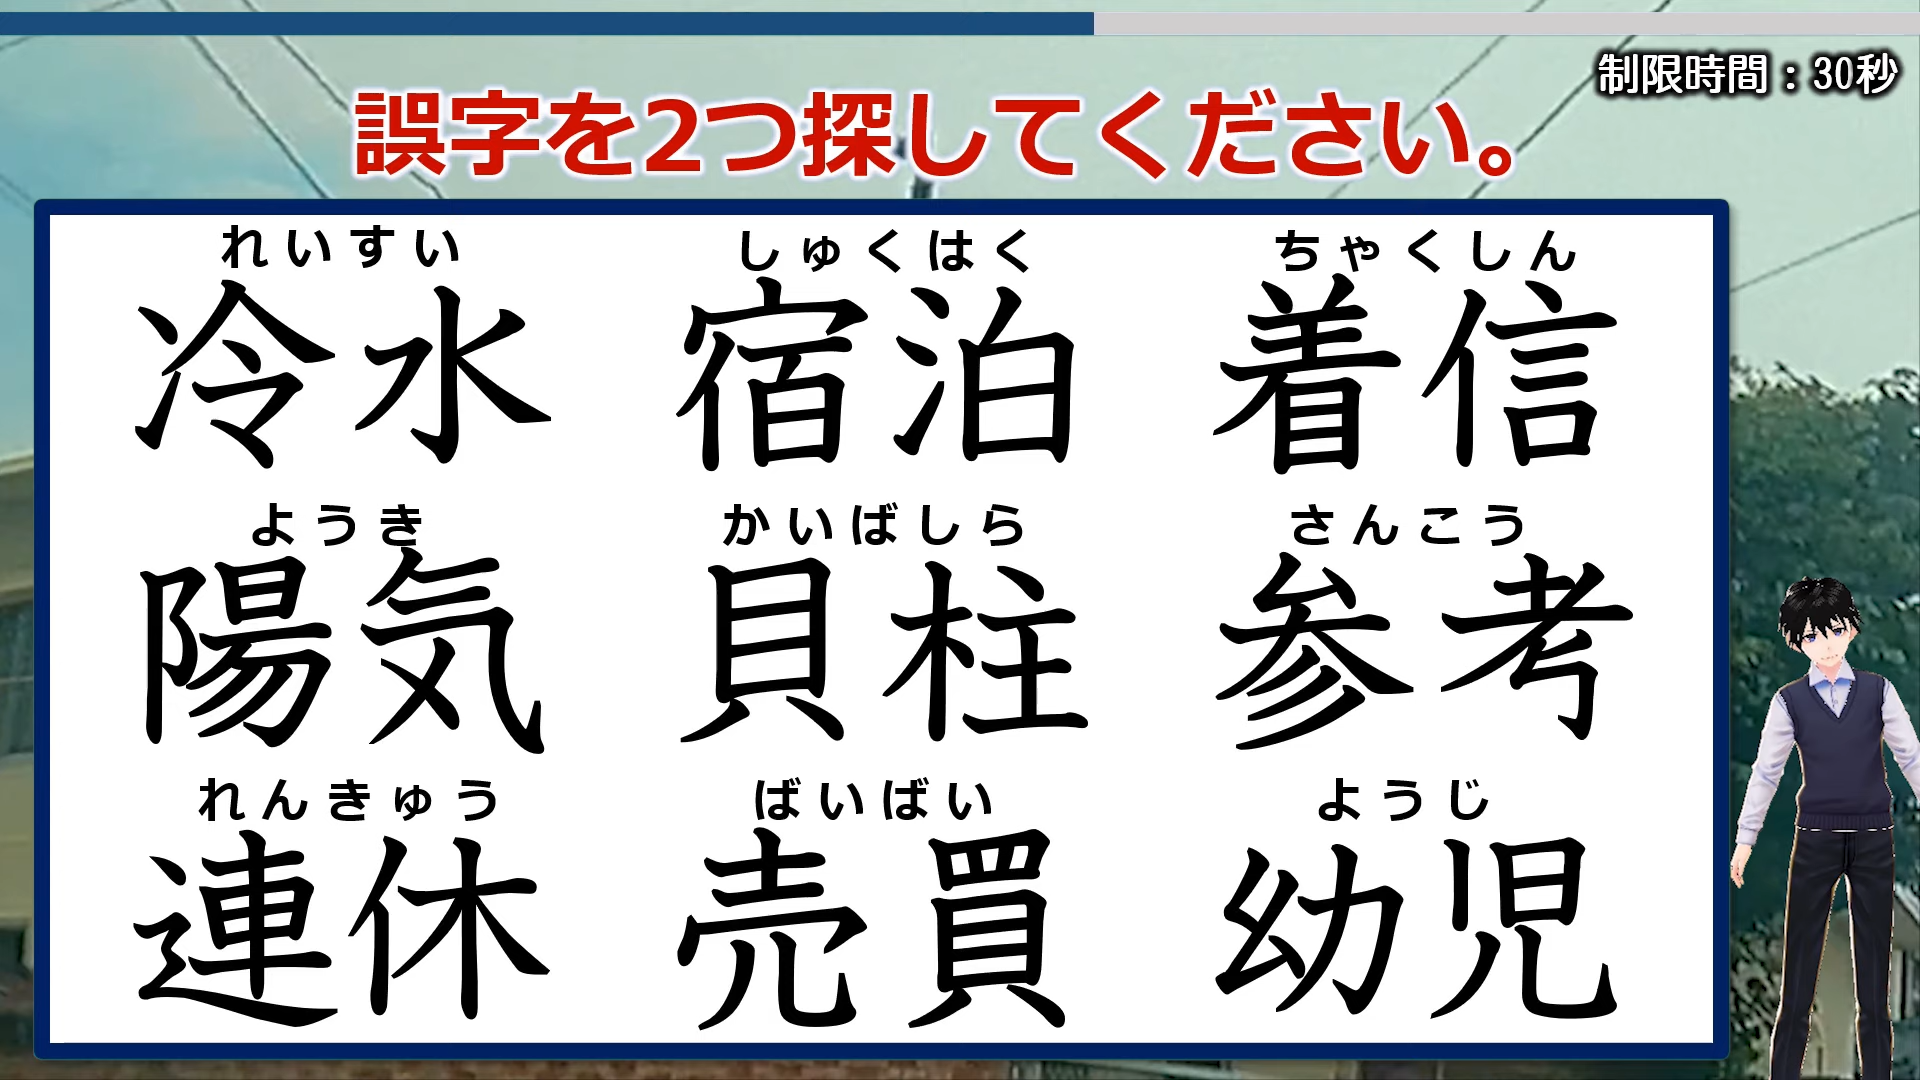 制限時間：30秒
誤字を2つ探してください。
れいすい しゅくはく ちゃくしん
冷水 宿泊 着信
ようき かいばしら さんこう
陽気 貝柱 参考
れんきゅう ばいばい ようじ
連休 売買 幼児